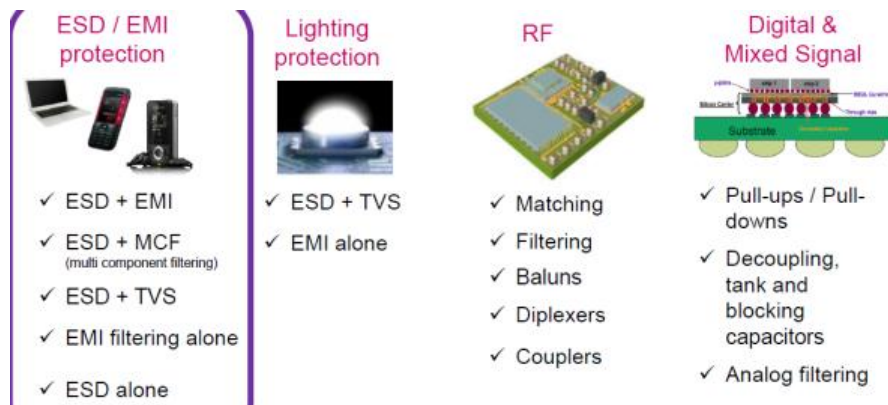 ESD / EMI
protection
✓ ESD + EMI
✓ ESD + MCF
(multi component filtering)
✓ ESD + TVS
✓ EMI filtering alone
✓ ESD alone
Lighting
protection
✓ ESD + TVS
✓ EMI alone
RF
✓ Matching
✓ Filtering
✓ Baluns
✓ Diplexers
✓ Couplers
Digital &
Mixed Signal
Substrate
✓ Pull-ups / Pull-
downs
✓ Decoupling,
tank and
blocking
capacitors
✓ Analog filtering